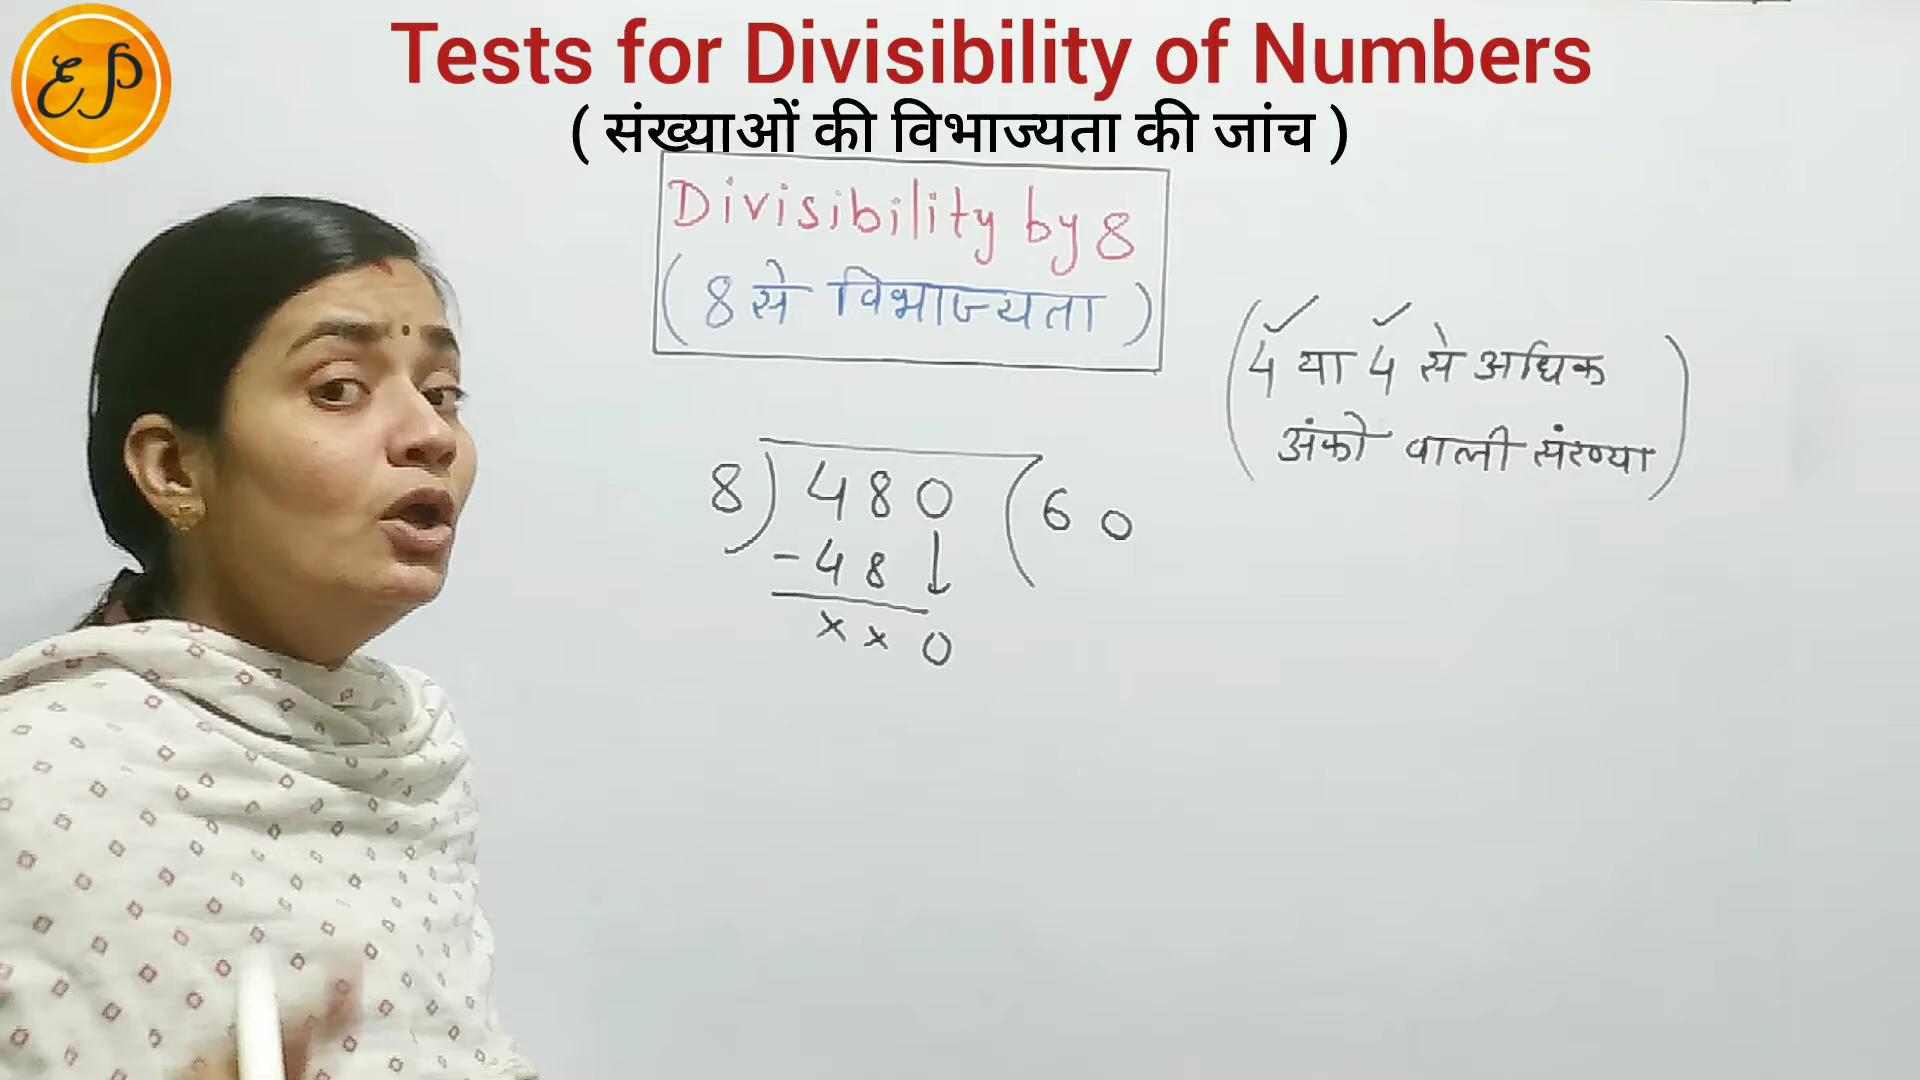 EP
Tests for Divisibility of Numbers
( संख्याओं की विभाज्यता की जांच )
Divisibility by 8
( 8 से विभाज्यता )
( 4 या 4 से अधिक
अंको वाली संख्या )
8 ) 480 ( 60
- 48 ↓
× × 0